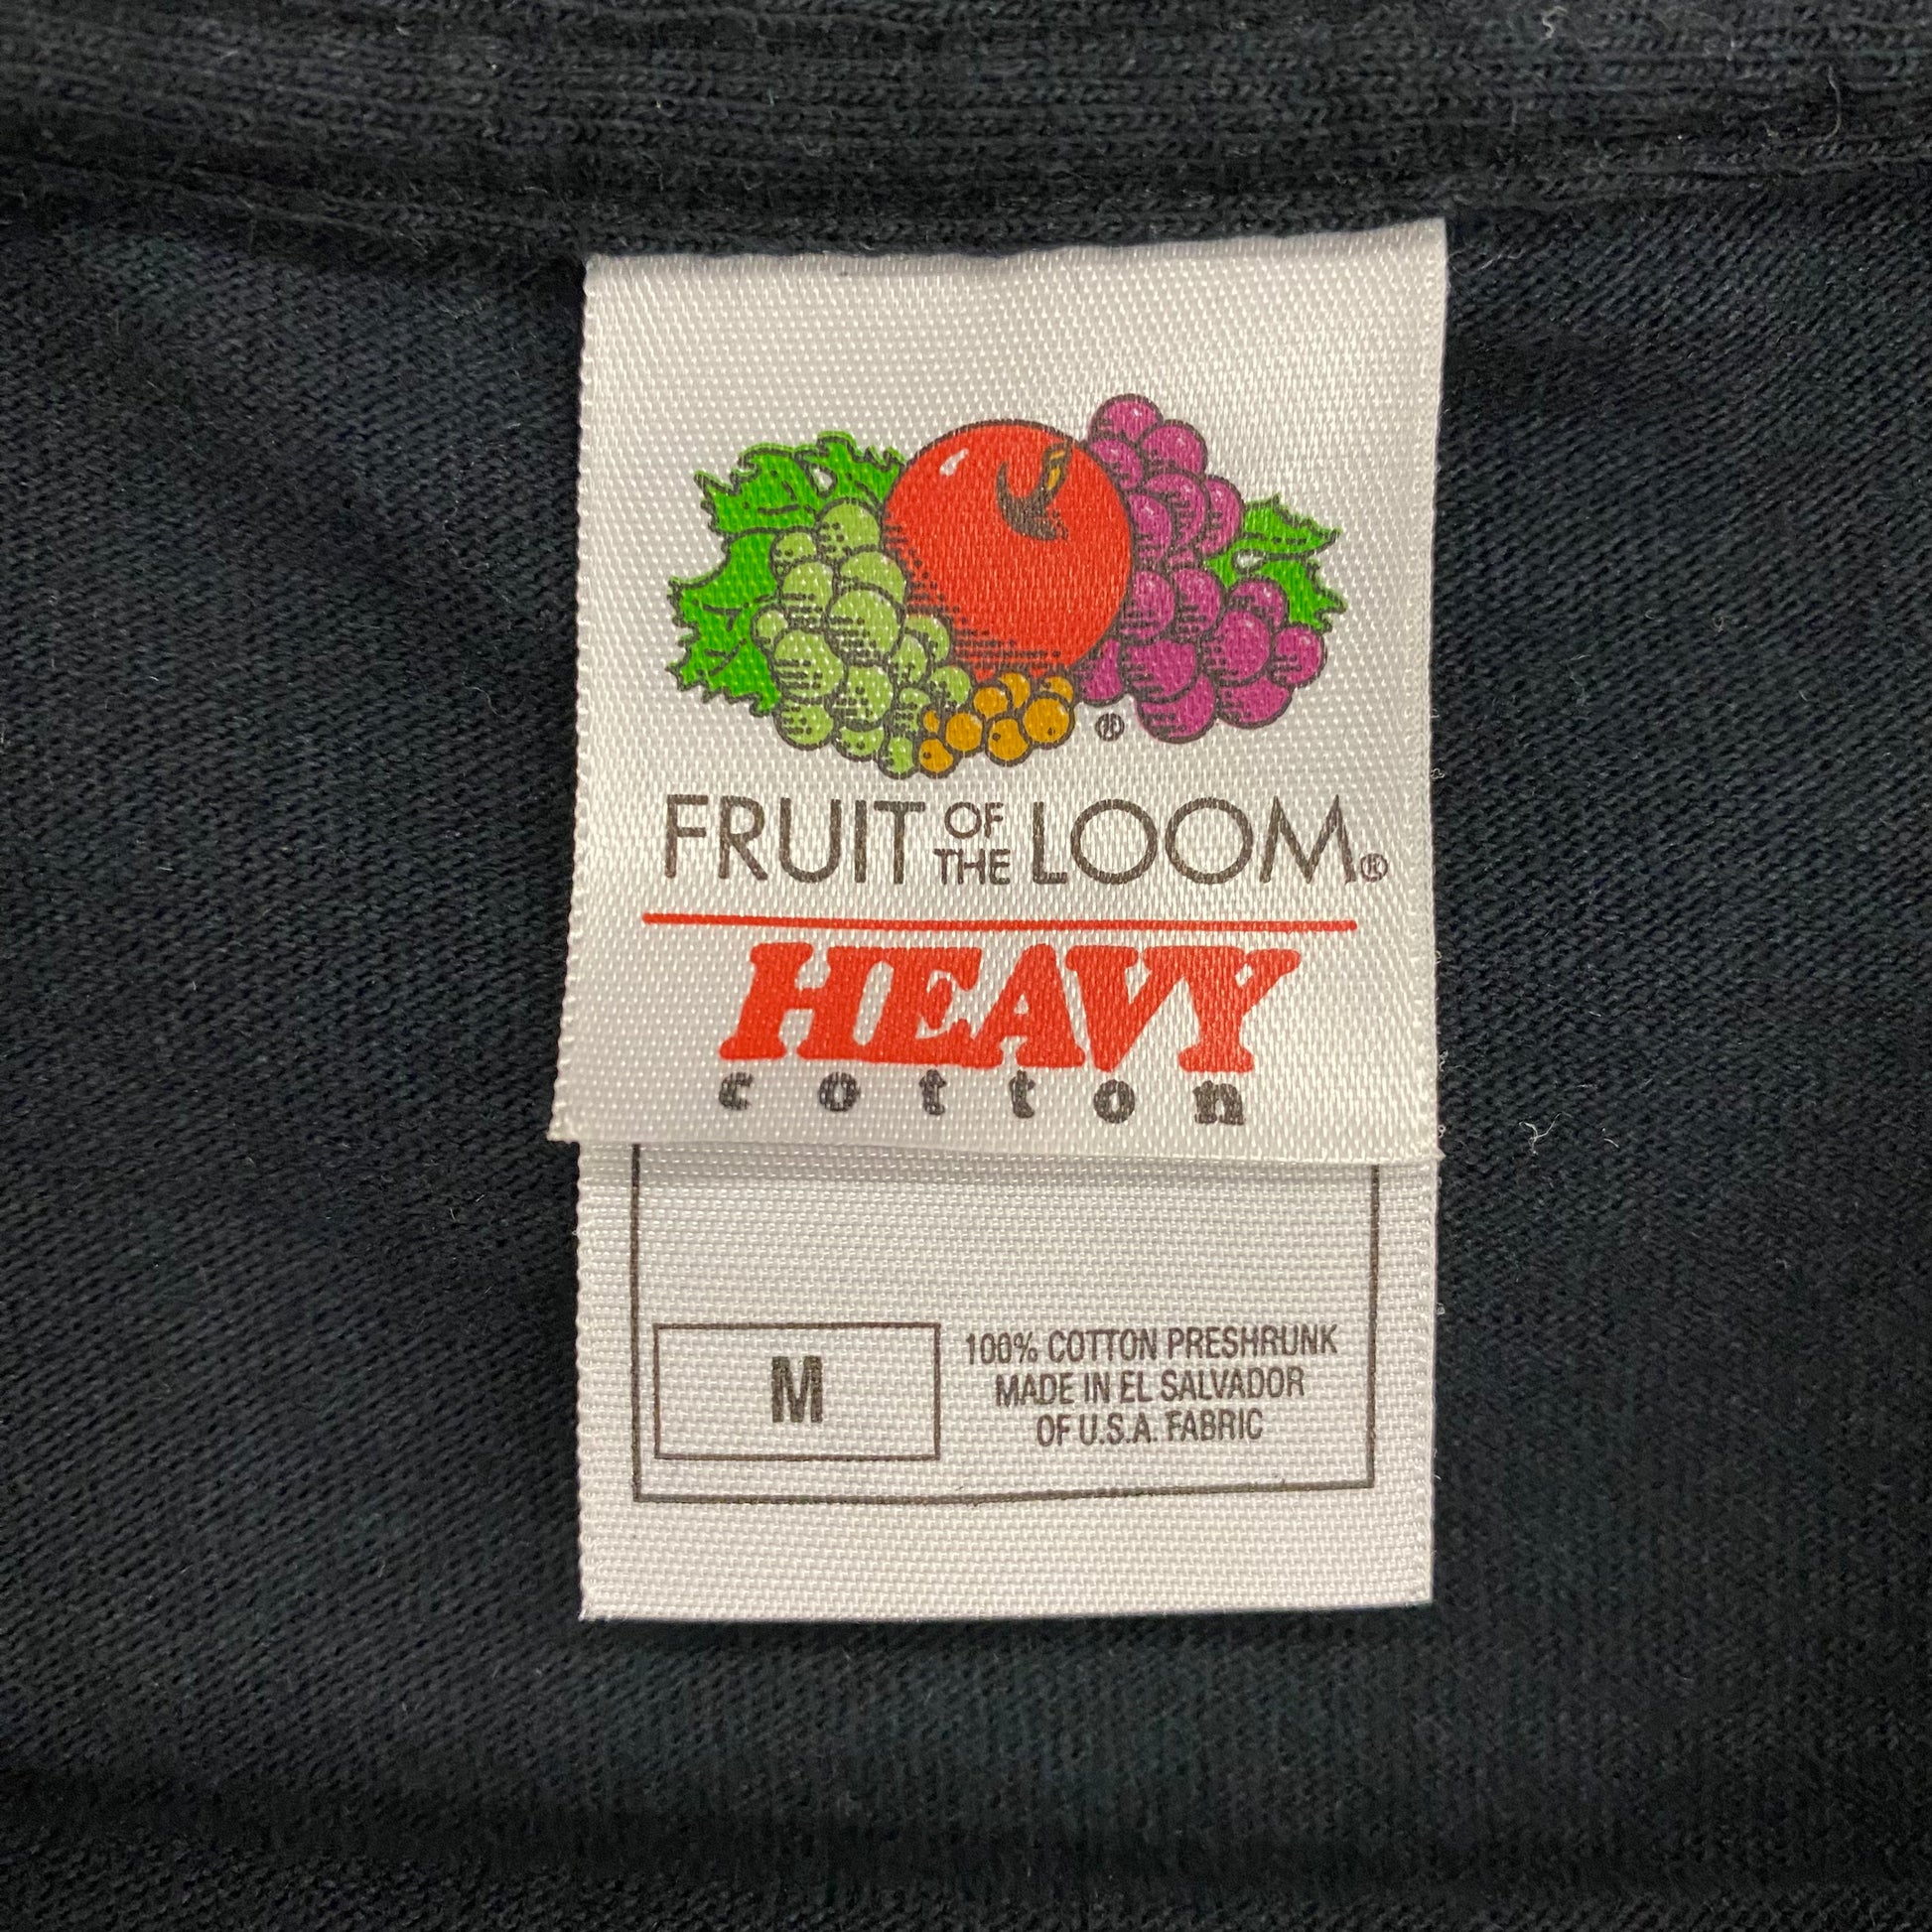 ®
FRUIT OF THE LOOM®
HEAVY
cotton
M
100% COTTON PRESHRUNK
MADE IN EL SALVADOR
OF U.S.A. FABRIC